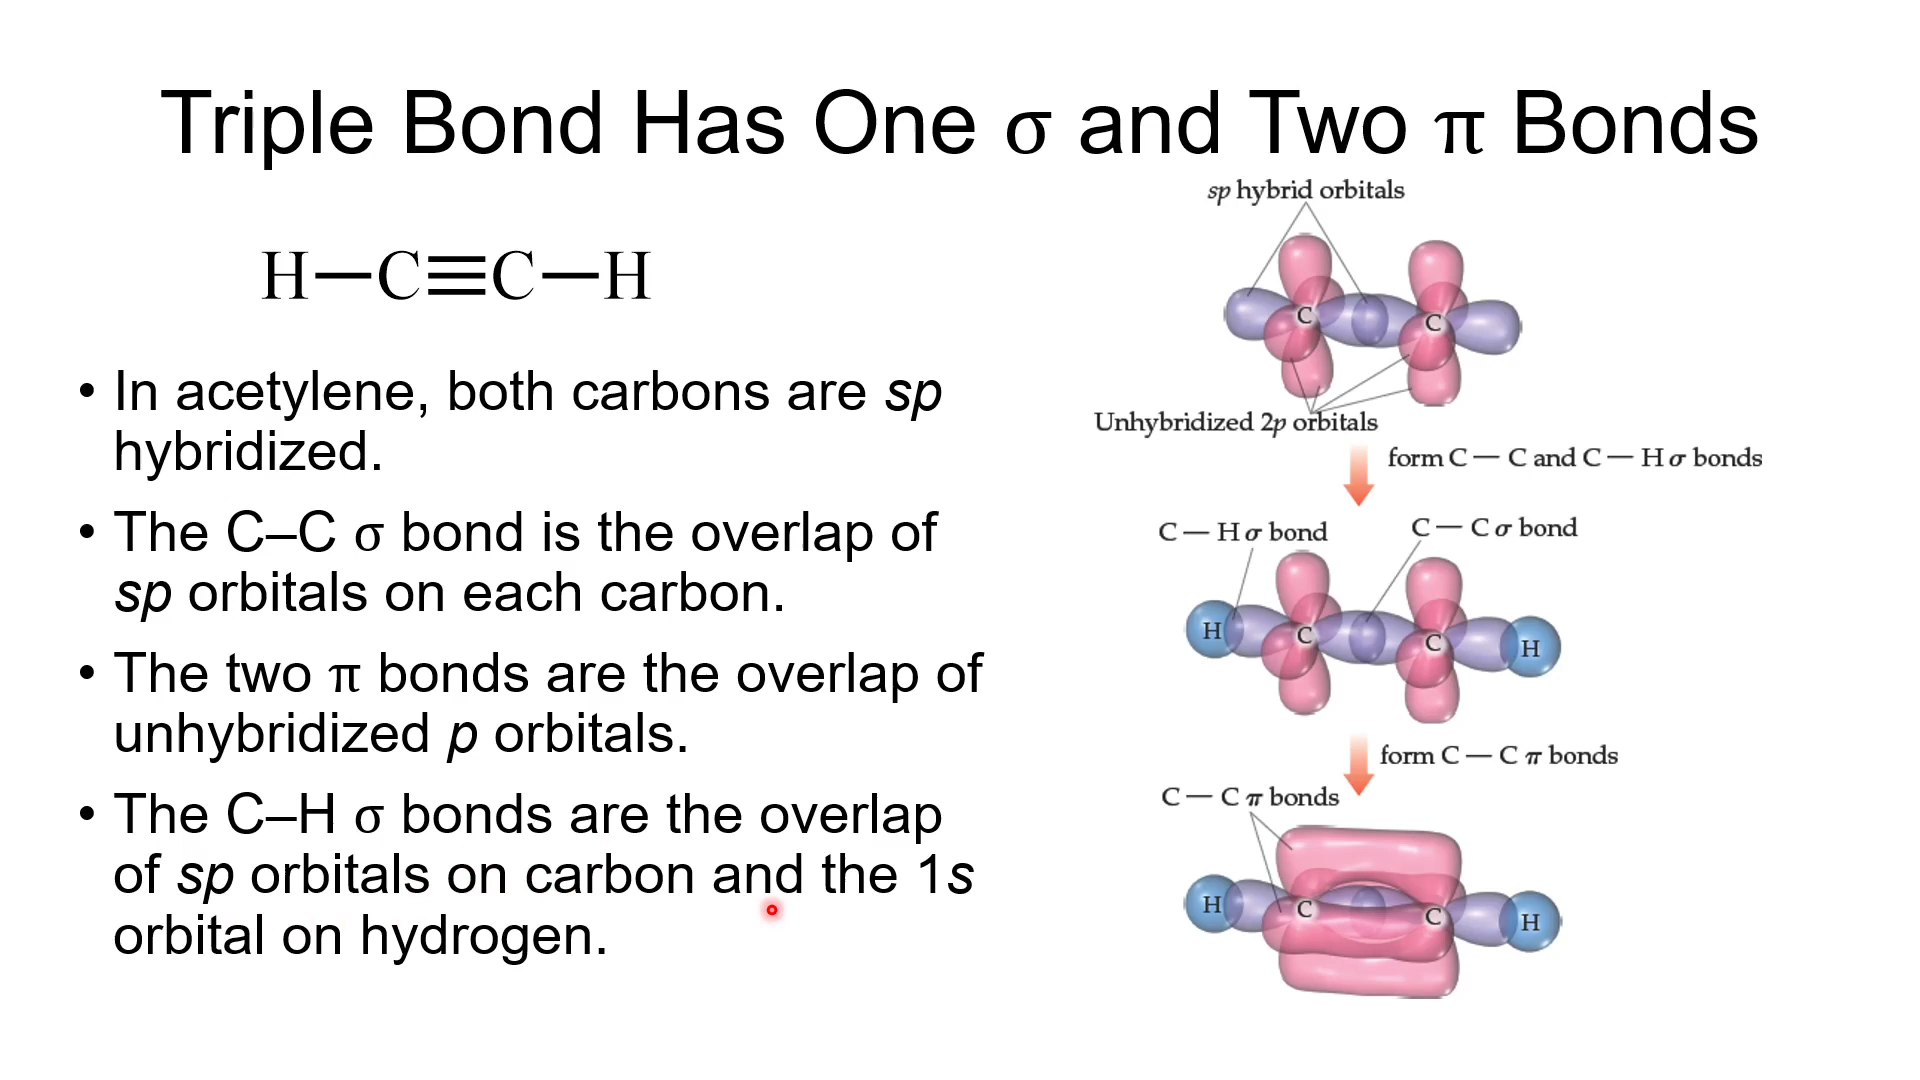 Triple Bond Has One σ and Two π Bonds
H—C≡C—H
• In acetylene, both carbons are sp
hybridized.
• The C–C σ bond is the overlap of
sp orbitals on each carbon.
• The two π bonds are the overlap of
unhybridized p orbitals.
• The C–H σ bonds are the overlap
of sp orbitals on carbon and the 1s
orbital on hydrogen.
sp hybrid orbitals
C C
Unhybridized 2p orbitals
form C — C and C — H σ bonds
C — H σ bond
C — C σ bond
H C C H
form C — C π bonds
C — C π bonds
H C C H